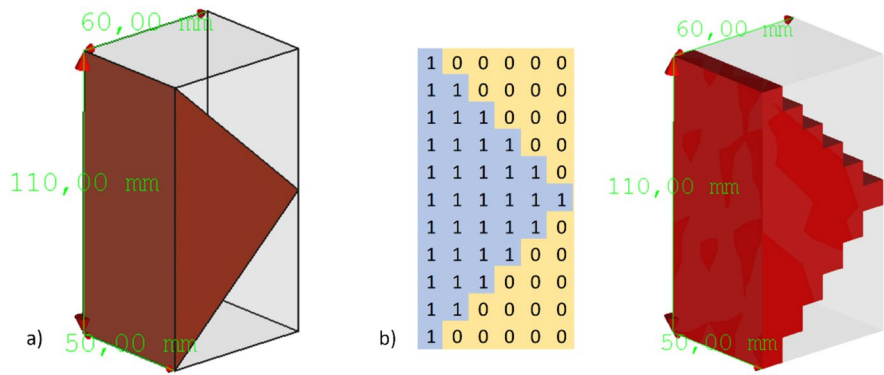 60,00 mm
110,00 mm
50,00 mm
a)
1 0 0 0 0 0
1 1 0 0 0 0
1 1 1 0 0 0
1 1 1 1 0 0
1 1 1 1 1 0
1 1 1 1 1 1
1 1 1 1 1 0
1 1 1 1 0 0
1 1 1 0 0 0
1 1 0 0 0 0
1 0 0 0 0 0
b)
60,00 mm
110,00 mm
50,00 mm